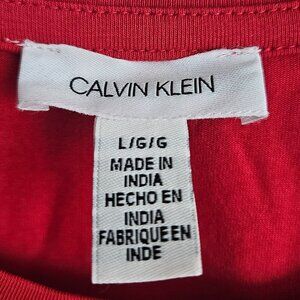 CALVIN KLEIN
L/G/G
MADE IN
INDIA
HECHO EN
INDIA
FABRIQUE EN
INDE